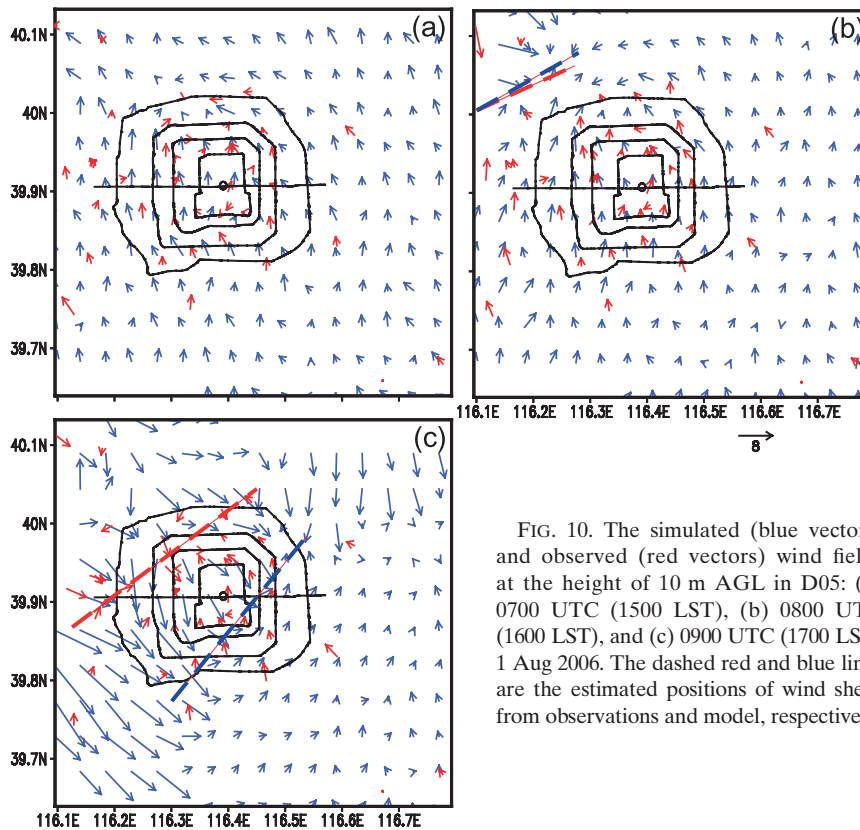 (a)
40.1N
40N
39.9N
39.8N
39.7N
(b)
116.1E 116.2E 116.3E 116.4E 116.5E 116.6E 116.7E
8
(c)
40.1N
40N
39.9N
39.8N
39.7N
116.1E 116.2E 116.3E 116.4E 116.5E 116.6E 116.7E
FIG. 10. The simulated (blue vector
and observed (red vectors) wind fiel
at the height of 10 m AGL in D05: (
0700 UTC (1500 LST), (b) 0800 UT
(1600 LST), and (c) 0900 UTC (1700 LS
1 Aug 2006. The dashed red and blue lin
are the estimated positions of wind she
from observations and model, respective